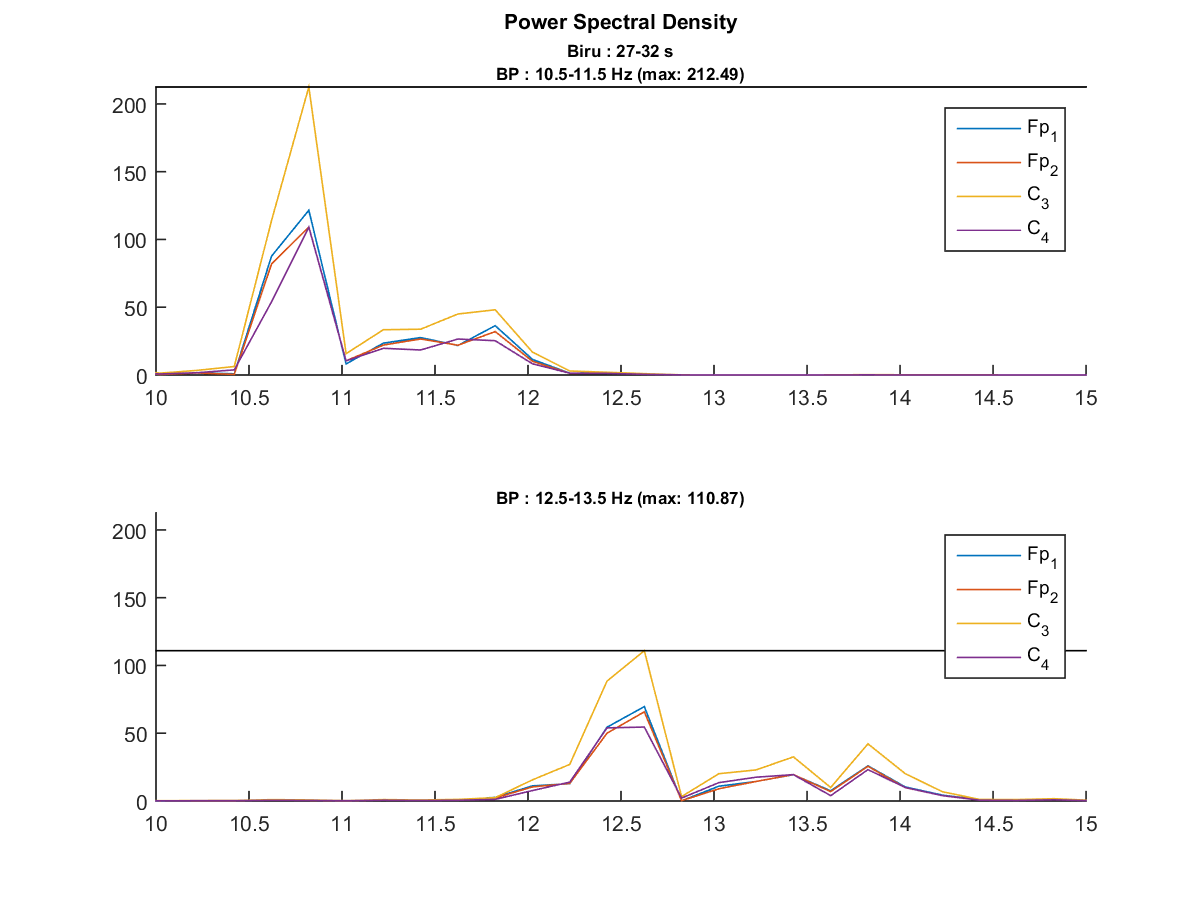 Power Spectral Density
Biru : 27-32 s
BP : 10.5-11.5 Hz (max: 212.49)
200
150
100
50
0
10 10.5 11 11.5 12 12.5 13 13.5 14 14.5 15
Fp1
Fp2
C3
C4
BP : 12.5-13.5 Hz (max: 110.87)
200
150
100
50
0
10 10.5 11 11.5 12 12.5 13 13.5 14 14.5 15
Fp1
Fp2
C3
C4